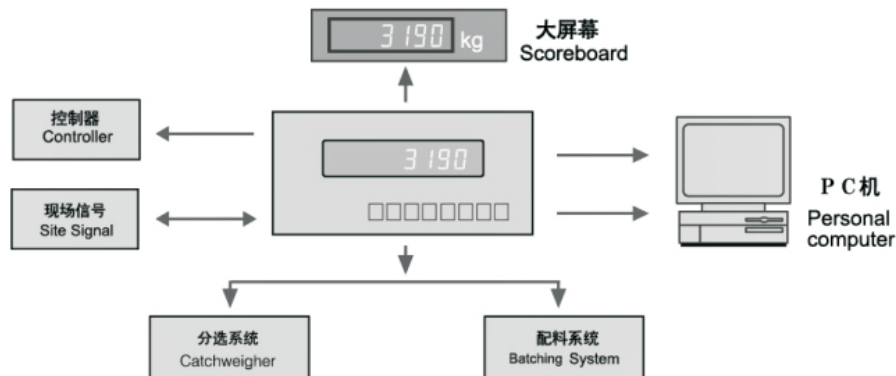 3190 kg
大屏幕
Scoreboard
控制器
Controller
3190
现场信号
Site Signal
PC机
Personal
computer
分选系统
Catchweigher
配料系统
Batching System